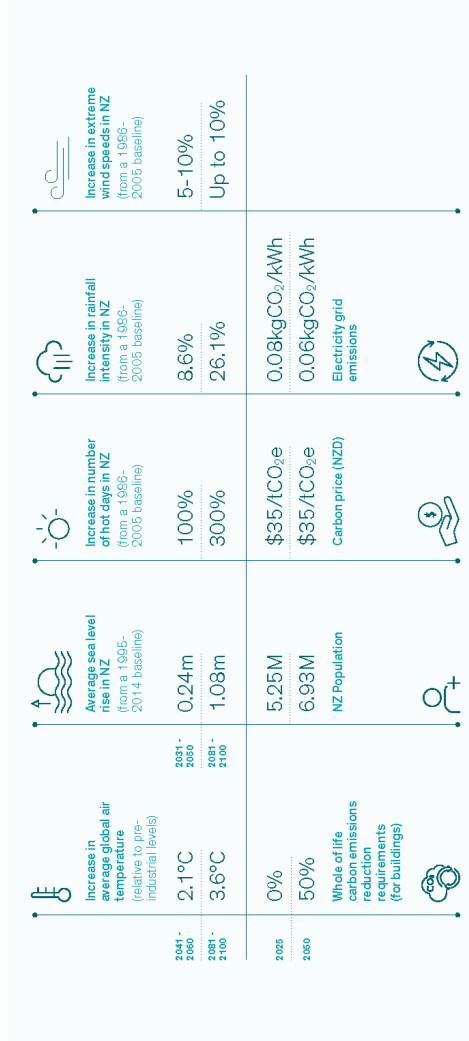 Increase in
average global air
temperature
(relative to pre-
industrial levels)
2041 -
2060
2.1°C
2081 -
2100
3.6°C
Average sea level
rise in NZ
(from a 1995-
2014 baseline)
2031 -
2050
0.24m
2081 -
2100
1.08m
Increase in number
of hot days in NZ
(from a 1986-
2005 baseline)
100%
300%
Increase in rainfall
intensity in NZ
(from a 1986-
2005 baseline)
8.6%
26.1%
Increase in extreme
wind speeds in NZ
(from a 1986-
2005 baseline)
5-10%
Up to 10%
2025
0%
2050
50%
Whole of life
carbon emissions
reduction
requirements
(for buildings)
CO₂
5.25M
6.93M
NZ Population
$35/tCO₂e
$35/tCO₂e
Carbon price (NZD)
$
0.08kgCO₂/kWh
0.06kgCO₂/kWh
Electricity grid
emissions